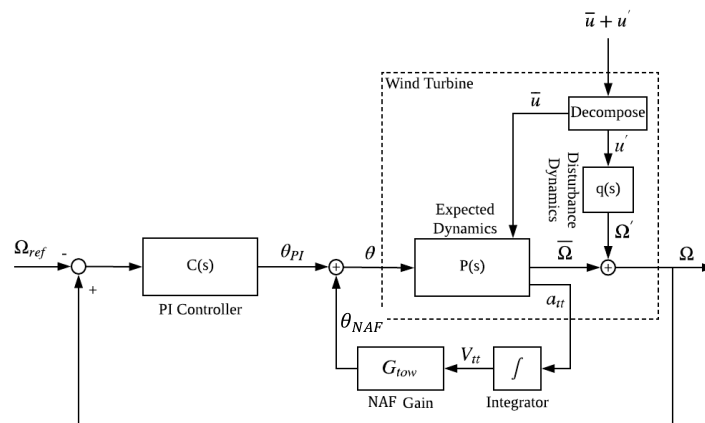 u̅ + u′
Wind Turbine
u̅
Decompose
u′
Disturbance
Dynamics
q(s)
Expected
Dynamics
Ω′
Ω_ref
-
C(s)
θ_PI
+
θ
P(s)
Ω̅
+
Ω
+
PI Controller
a_tt
θ_NAF
V_tt
G_tow
∫
NAF Gain
Integrator